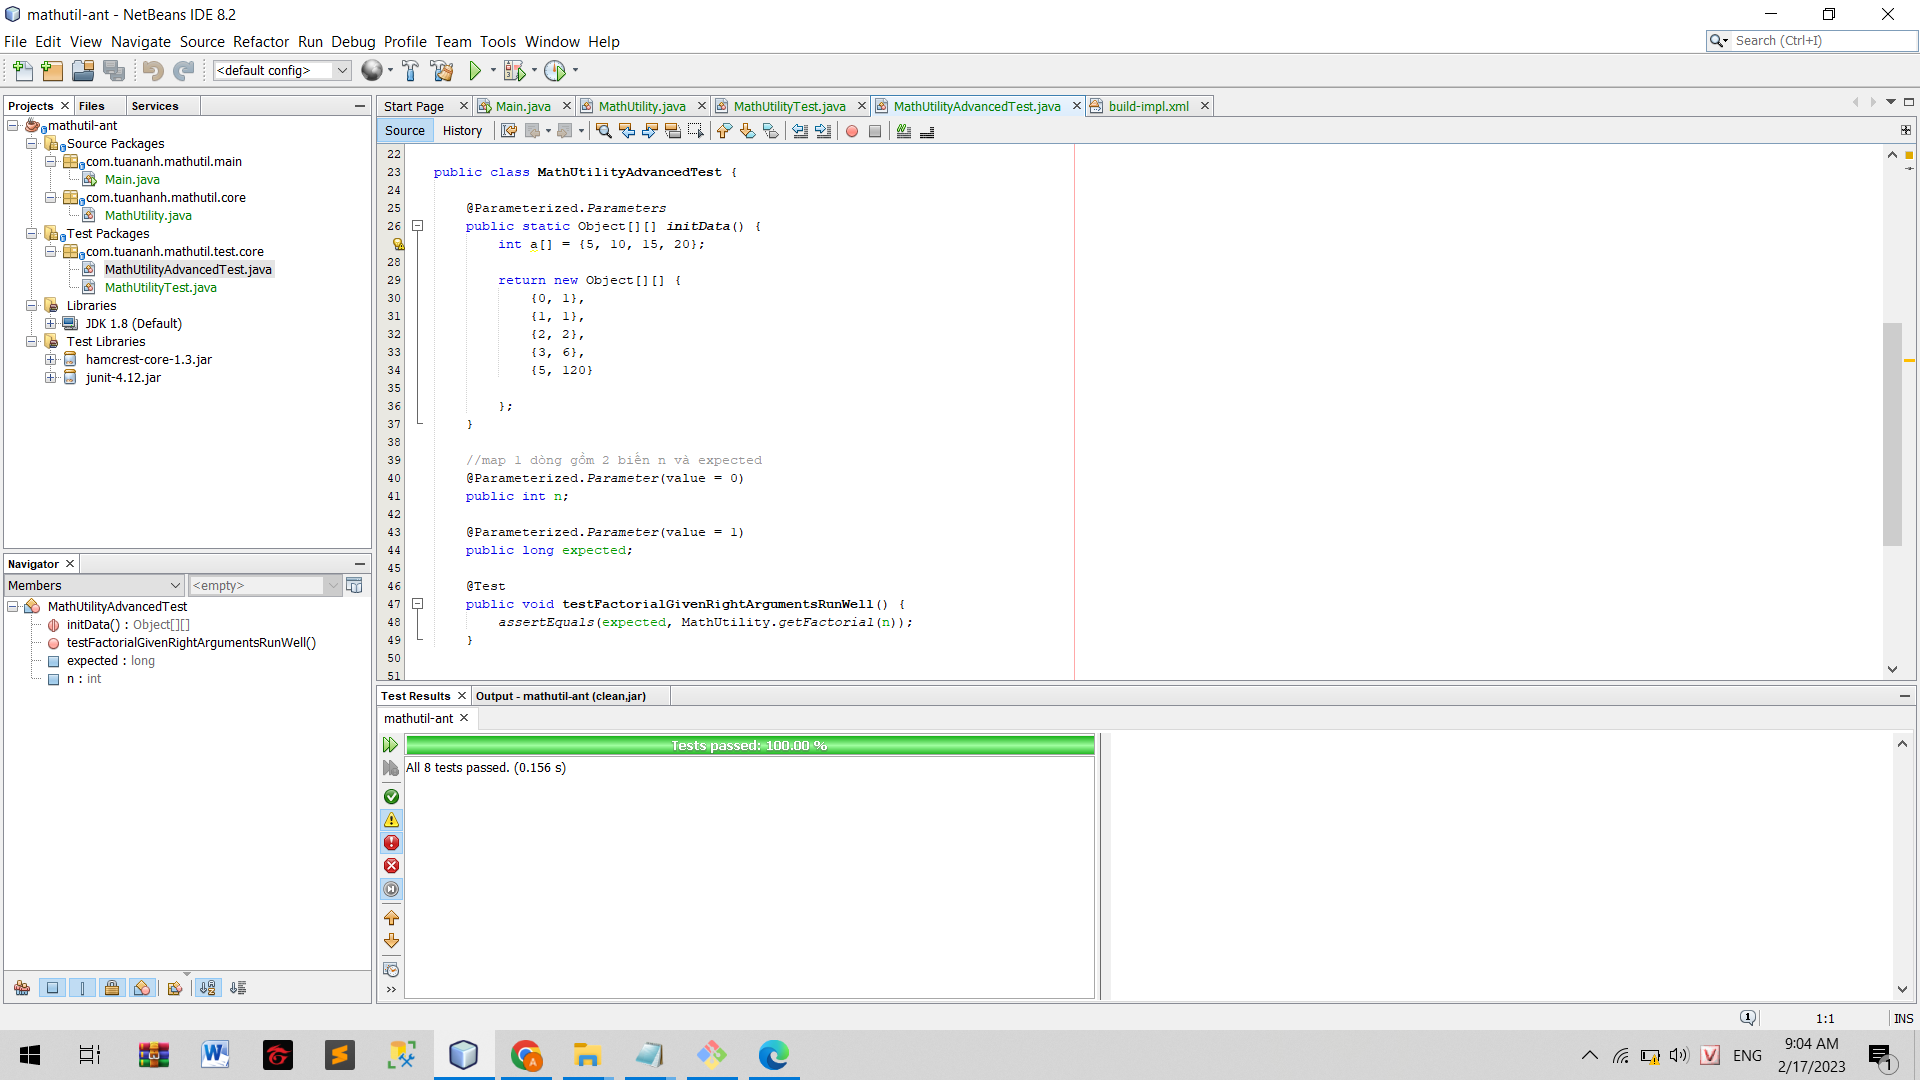 mathutil-ant - NetBeans IDE 8.2
File Edit View Navigate Source Refactor Run Debug Profile Team Tools Window Help
Search (Ctrl+I)
<default config>
Projects Files Services
mathutil-ant
Source Packages
com.tuananh.mathutil.main
Main.java
com.tuanhanh.mathutil.core
MathUtility.java
Test Packages
com.tuananh.mathutil.test.core
MathUtilityAdvancedTest.java
MathUtilityTest.java
Libraries
JDK 1.8 (Default)
Test Libraries
hamcrest-core-1.3.jar
junit-4.12.jar
Navigator
Members <empty>
MathUtilityAdvancedTest
initData() : Object[][]
testFactorialGivenRightArgumentsRunWell()
expected : long
n : int
Start Page Main.java MathUtility.java MathUtilityTest.java MathUtilityAdvancedTest.java build-impl.xml
Source History
22
23 public class MathUtilityAdvancedTest {
24
25 @Parameterized.Parameters
26 public static Object[][] initData() {
int a[] = {5, 10, 15, 20};
28
29 return new Object[][] {
30 {0, 1},
31 {1, 1},
32 {2, 2},
33 {3, 6},
34 {5, 120}
35
36 };
37 }
38
39 //map 1 dòng gồm 2 biến n và expected
40 @Parameterized.Parameter(value = 0)
41 public int n;
42
43 @Parameterized.Parameter(value = 1)
44 public long expected;
45
46 @Test
47 public void testFactorialGivenRightArgumentsRunWell() {
48 assertEquals(expected, MathUtility.getFactorial(n));
49 }
50
51
Test Results Output - mathutil-ant (clean,jar)
mathutil-ant
Tests passed: 100.00 %
All 8 tests passed. (0.156 s)
1:1 INS
ENG
9:04 AM
2/17/2023
1